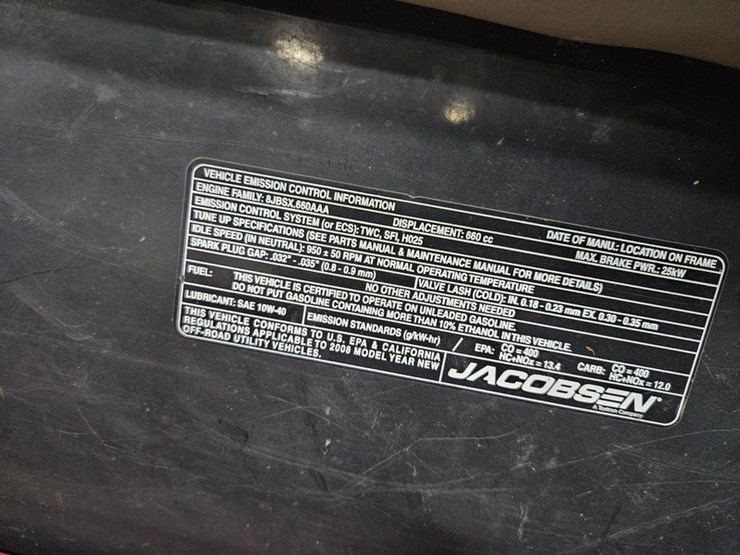 VEHICLE EMISSION CONTROL INFORMATION
DATE OF MANU.: LOCATION ON FRAME
ENGINE FAMILY: 8JBSX.660AAA DISPLACEMENT: 660 cc MAX. BRAKE PWR.: 25kW
EMISSION CONTROL SYSTEM (or ECS): TWC, SFI, H025
TUNE UP SPECIFICATIONS (SEE PARTS MANUAL & MAINTENANCE MANUAL FOR MORE DETAILS)
IDLE SPEED (IN NEUTRAL): 950 ± 50 RPM AT NORMAL OPERATING TEMPERATURE
SPARK PLUG GAP: .032" - .035" (0.8 - 0.9 mm) VALVE LASH (COLD): IN. 0.18 - 0.23 mm EX. 0.30 - 0.35 mm
NO OTHER ADJUSTMENTS NEEDED
FUEL: THIS VEHICLE IS CERTIFIED TO OPERATE ON UNLEADED GASOLINE.
DO NOT PUT GASOLINE CONTAINING MORE THAN 10% ETHANOL IN THIS VEHICLE.
LUBRICANT: SAE 10W-40 EMISSION STANDARDS (g/kW-hr) / EPA: CO = 400 CARB: CO = 400
HC+NOx = 13.4 HC+NOx = 12.0
THIS VEHICLE CONFORMS TO U.S. EPA & CALIFORNIA
REGULATIONS APPLICABLE TO 2008 MODEL YEAR NEW
OFF-ROAD UTILITY VEHICLES.
JACOBSEN
A Textron Company